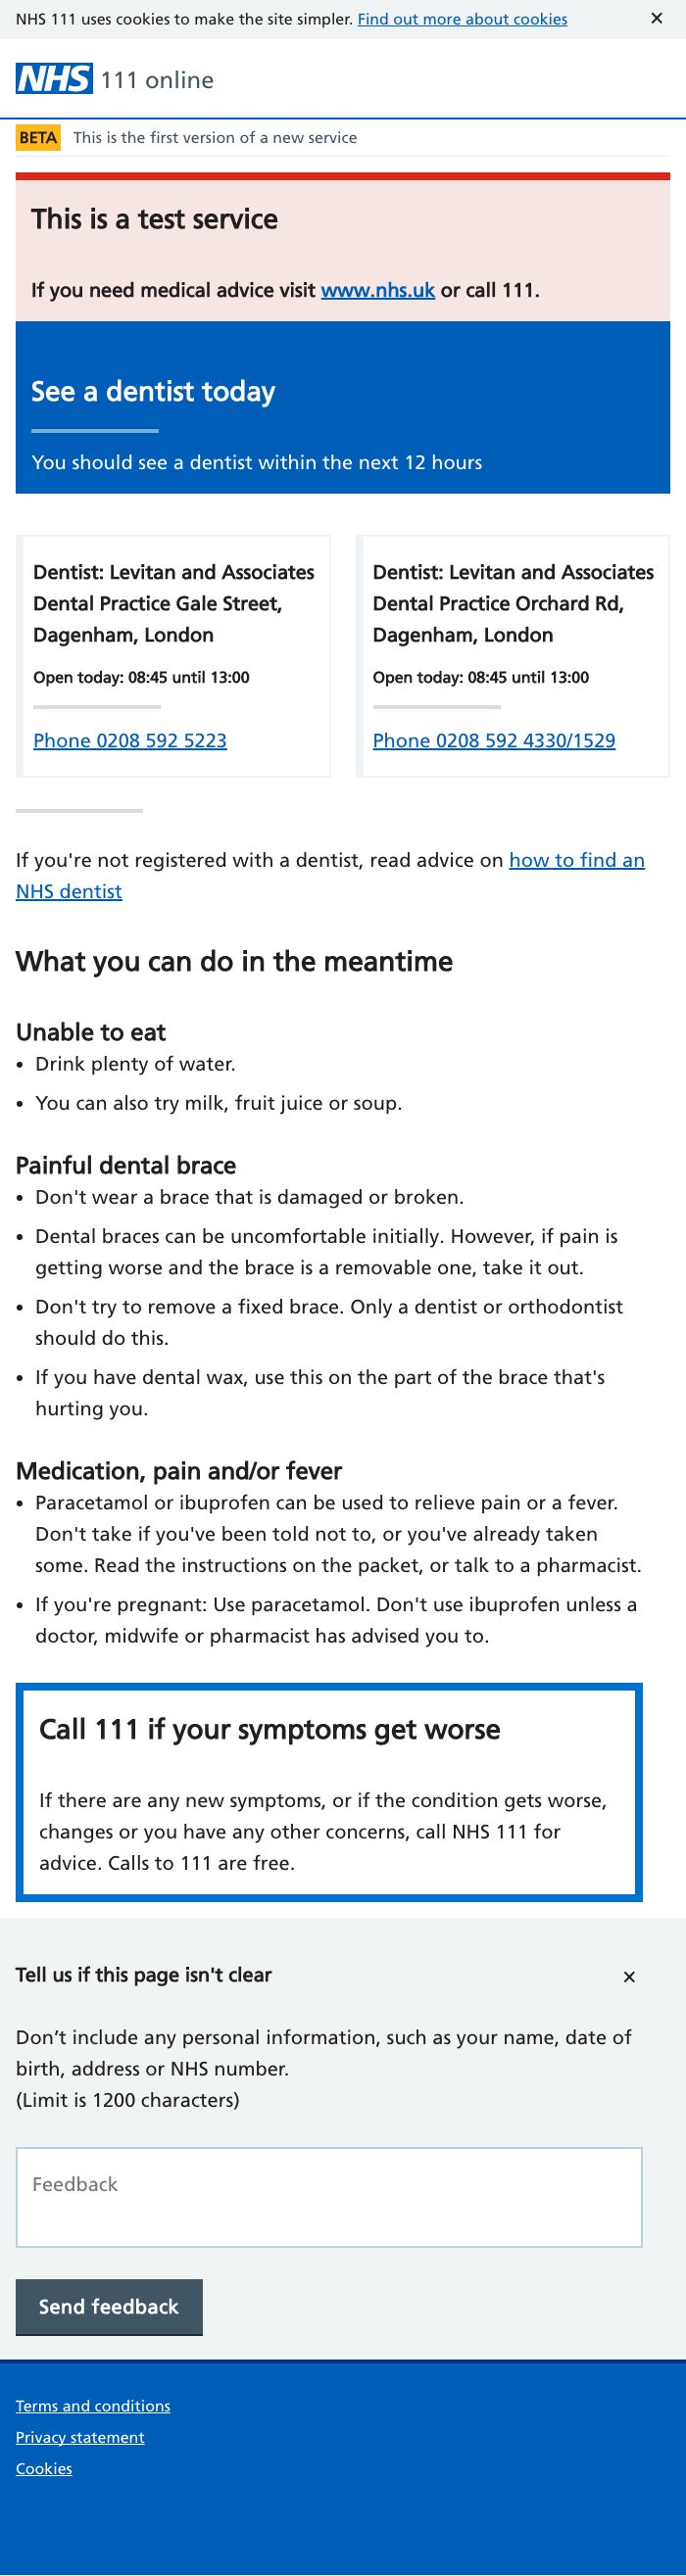 NHS 111 uses cookies to make the site simpler. Find out more about cookies ✕
NHS 111 online
BETA This is the first version of a new service
This is a test service
If you need medical advice visit www.nhs.uk or call 111.
See a dentist today
You should see a dentist within the next 12 hours
Dentist: Levitan and Associates
Dental Practice Gale Street,
Dagenham, London
Open today: 08:45 until 13:00
Phone 0208 592 5223
Dentist: Levitan and Associates
Dental Practice Orchard Rd,
Dagenham, London
Open today: 08:45 until 13:00
Phone 0208 592 4330/1529
If you're not registered with a dentist, read advice on how to find an
NHS dentist
What you can do in the meantime
Unable to eat
• Drink plenty of water.
• You can also try milk, fruit juice or soup.
Painful dental brace
• Don't wear a brace that is damaged or broken.
• Dental braces can be uncomfortable initially. However, if pain is
getting worse and the brace is a removable one, take it out.
• Don't try to remove a fixed brace. Only a dentist or orthodontist
should do this.
• If you have dental wax, use this on the part of the brace that's
hurting you.
Medication, pain and/or fever
• Paracetamol or ibuprofen can be used to relieve pain or a fever.
Don't take if you've been told not to, or you've already taken
some. Read the instructions on the packet, or talk to a pharmacist.
• If you're pregnant: Use paracetamol. Don't use ibuprofen unless a
doctor, midwife or pharmacist has advised you to.
Call 111 if your symptoms get worse
If there are any new symptoms, or if the condition gets worse,
changes or you have any other concerns, call NHS 111 for
advice. Calls to 111 are free.
Tell us if this page isn't clear ✕
Don’t include any personal information, such as your name, date of
birth, address or NHS number.
(Limit is 1200 characters)
Feedback
Send feedback
Terms and conditions
Privacy statement
Cookies